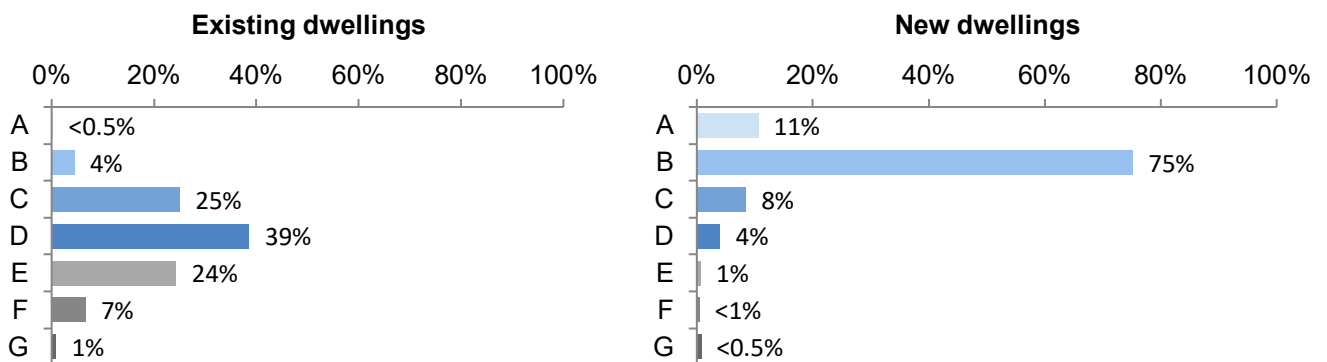 Existing dwellings
0% 20% 40% 60% 80% 100%
A <0.5%
B 4%
C 25%
D 39%
E 24%
F 7%
G 1%
New dwellings
0% 20% 40% 60% 80% 100%
A 11%
B 75%
C 8%
D 4%
E 1%
F <1%
G <0.5%